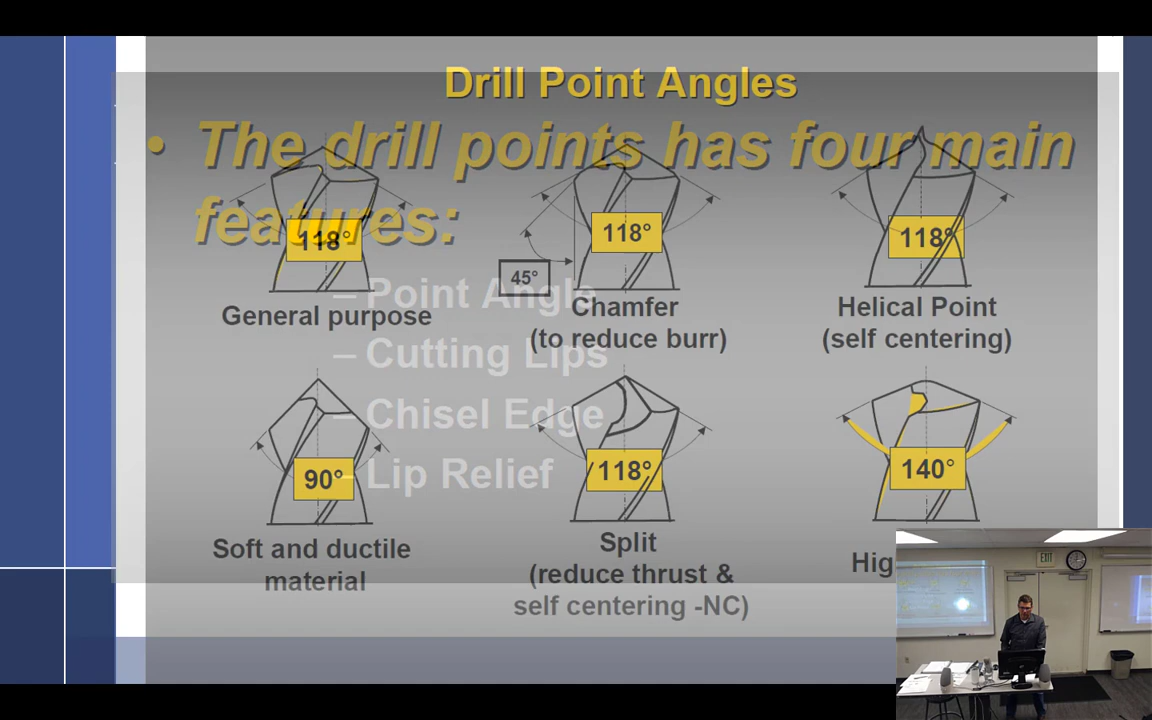 Drill Point Angles
• The drill points has four main
features:
118°
118°
118°
45°
General purpose
Chamfer
(to reduce burr)
Helical Point
(self centering)
– Point Angle
– Cutting Lips
– Chisel Edge
– Lip Relief
90°
118°
140°
Soft and ductile
material
Split
(reduce thrust &
self centering -NC)
Hig
EXIT